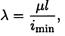 λ = μl / i_min,